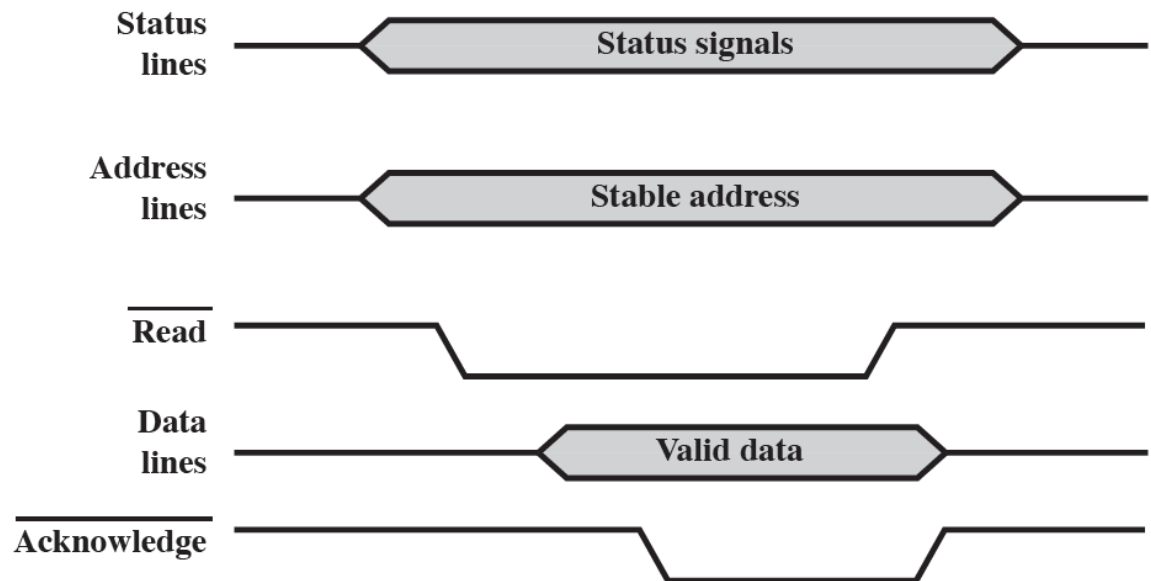 Status
lines
Status signals
Address
lines
Stable address
Read
Data
lines
Valid data
Acknowledge